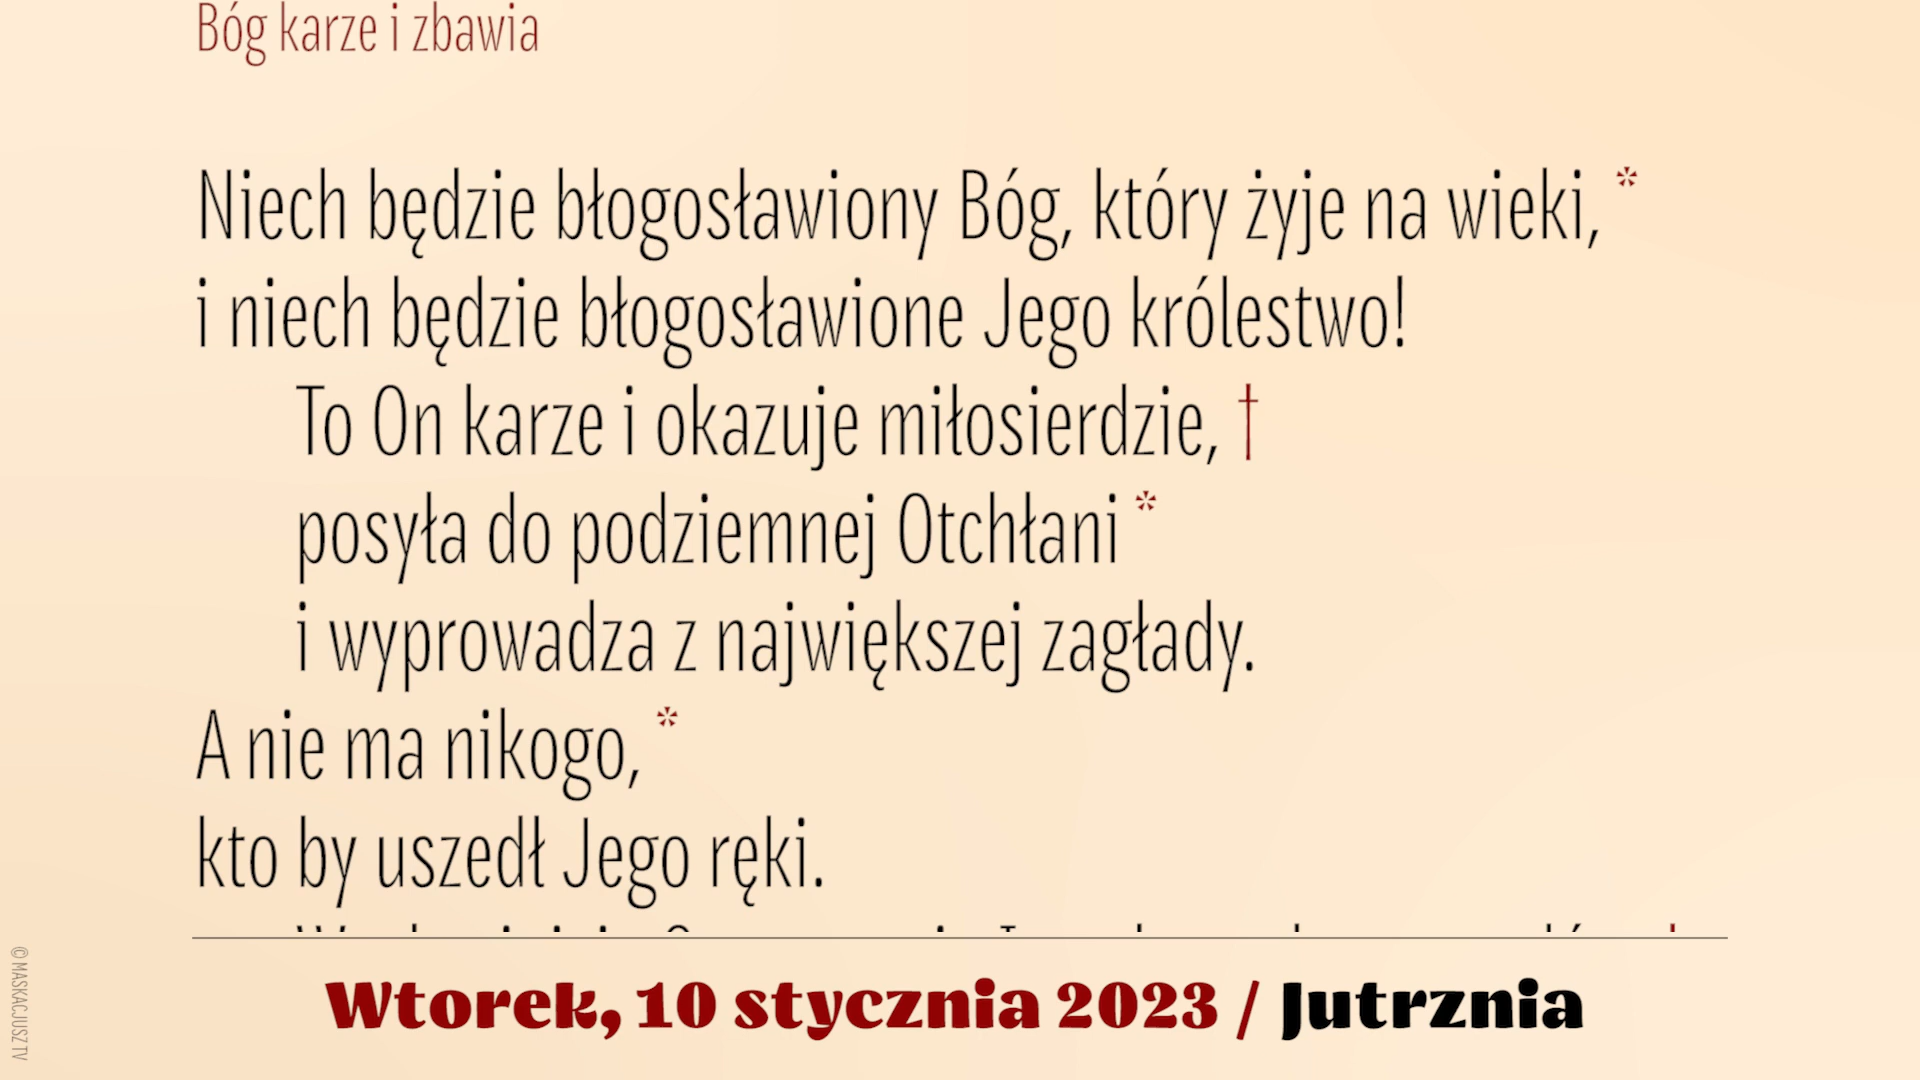 Bóg karze i zbawia
Niech będzie błogosławiony Bóg, który żyje na wieki, *
i niech będzie błogosławione Jego królestwo!
To On karze i okazuje miłosierdzie, †
posyła do podziemnej Otchłani *
i wyprowadza z największej zagłady.
A nie ma nikogo, *
kto by uszedł Jego ręki.
Wtorek, 10 stycznia 2023 / Jutrznia
© MASKACJUSZ TV